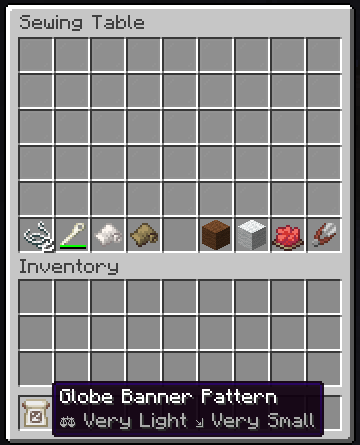 Sewing Table
Inventory
Globe Banner Pattern
⚖ Very Light ↘ Very Small